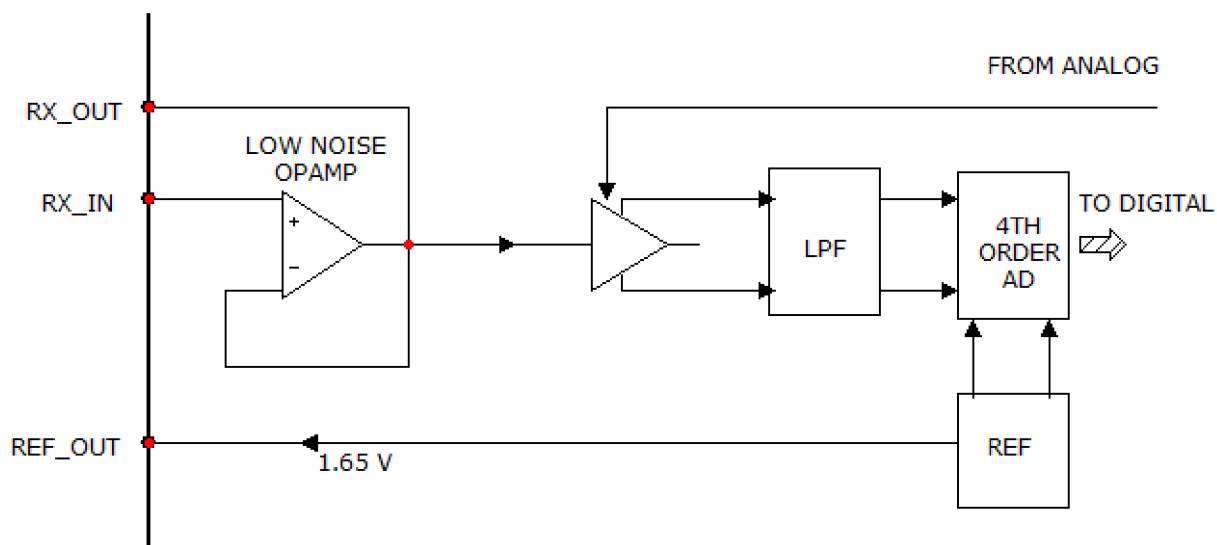 FROM ANALOG
RX_OUT
LOW NOISE
OPAMP
RX_IN
+
−
LPF
4TH
ORDER
AD
TO DIGITAL
REF_OUT
1.65 V
REF